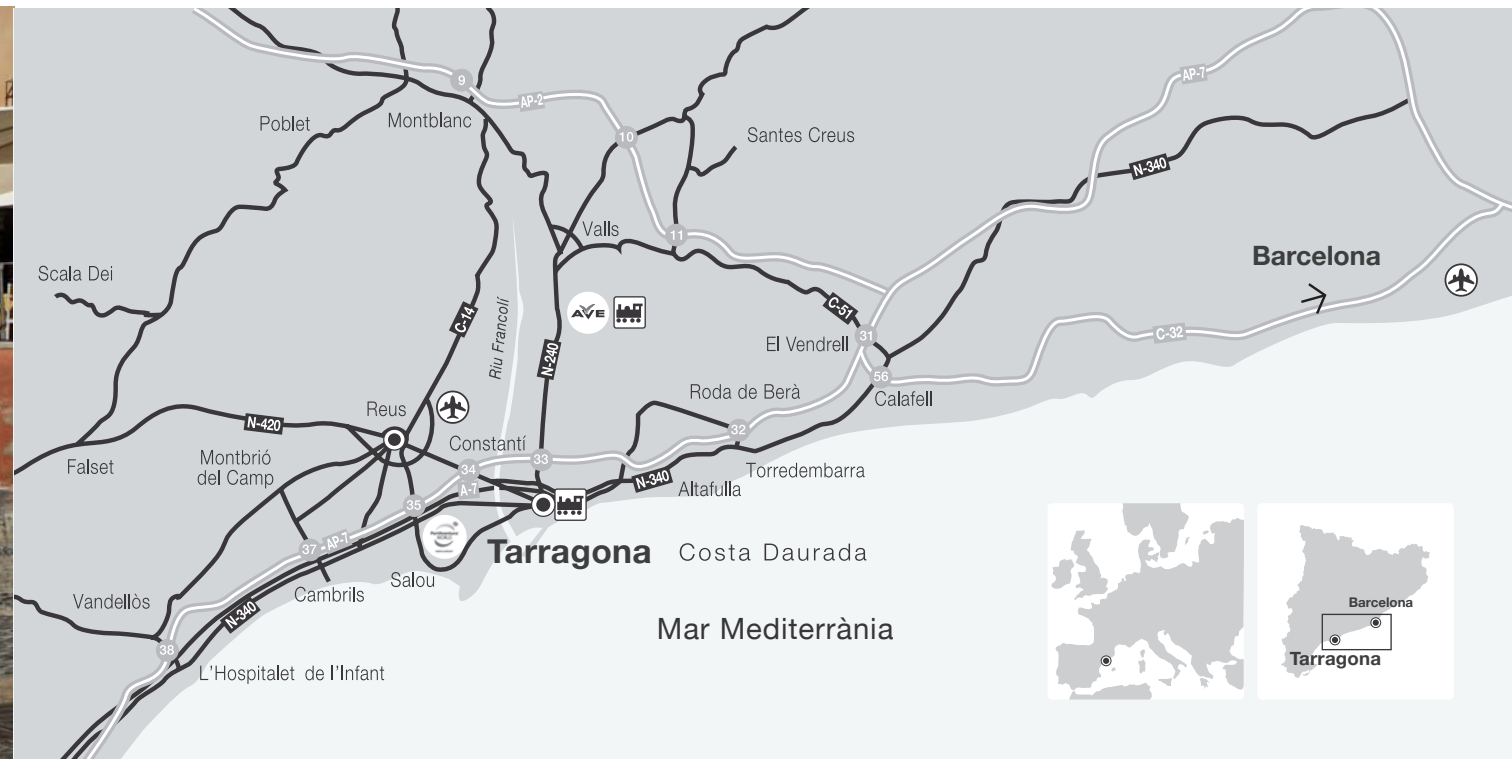 AP-7
9
AP-2
Poblet
Montblanc
10
Santes Creus
N-340
Valls
11
Barcelona
Scala Dei
Riu Francolí
C-14
AVE
C-51
31
C-32
El Vendrell
N-240
56
Roda de Berà
Calafell
Reus
N-420
32
Constantí
Falset
Montbrió
del Camp
34
33
Torredembarra
A-7
N-340
Altafulla
35
37
AP-7
Tarragona
Costa Daurada
Salou
Cambrils
Vandellòs
N-340
Mar Mediterrània
38
L'Hospitalet de l'Infant
Barcelona
Tarragona